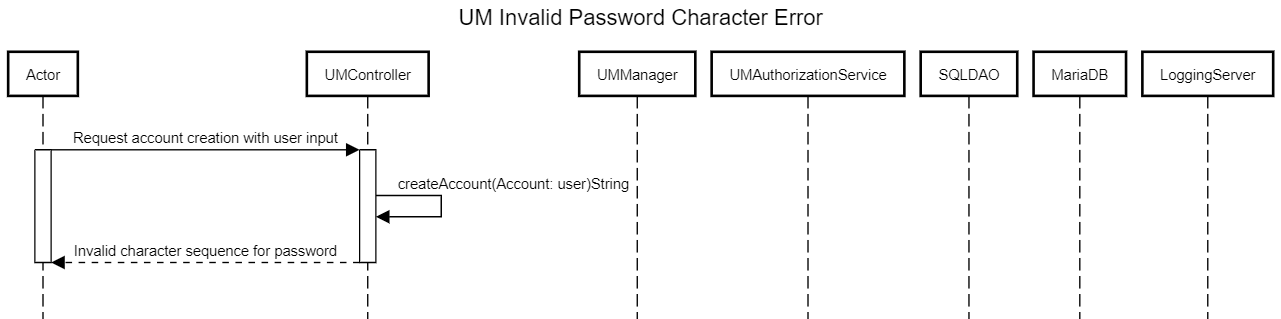 UM Invalid Password Character Error
Actor
UMController
UMManager
UMAuthorizationService
SQLDAO
MariaDB
LoggingServer
Request account creation with user input
createAccount(Account: user)String
Invalid character sequence for password